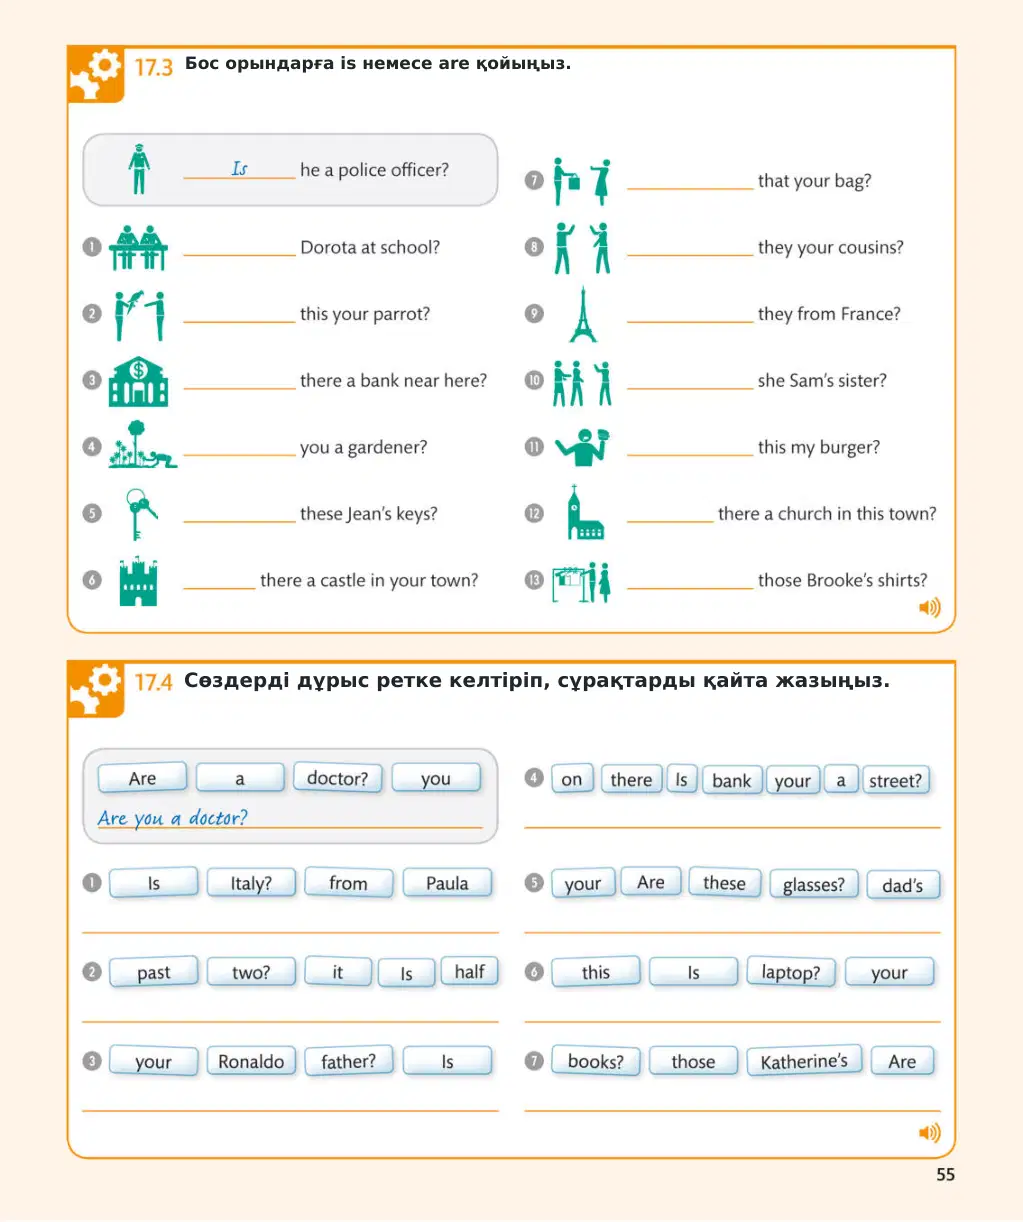 17.3 Бос орындарға is немесе are қойыңыз.
Is he a police officer?
1 Dorota at school?
2 this your parrot?
3 there a bank near here?
4 you a gardener?
5 these Jean's keys?
6 there a castle in your town?
7 that your bag?
8 they your cousins?
9 they from France?
10 she Sam's sister?
11 this my burger?
12 there a church in this town?
13 those Brooke's shirts?
17.4 Сөздерді дұрыс ретке келтіріп, сұрақтарды қайта жазыңыз.
Are a doctor? you
Are you a doctor?
1 Is Italy? from Paula
2 past two? it Is half
3 your Ronaldo father? Is
4 on there Is bank your a street?
5 your Are these glasses? dad's
6 this Is laptop? your
7 books? those Katherine's Are
55